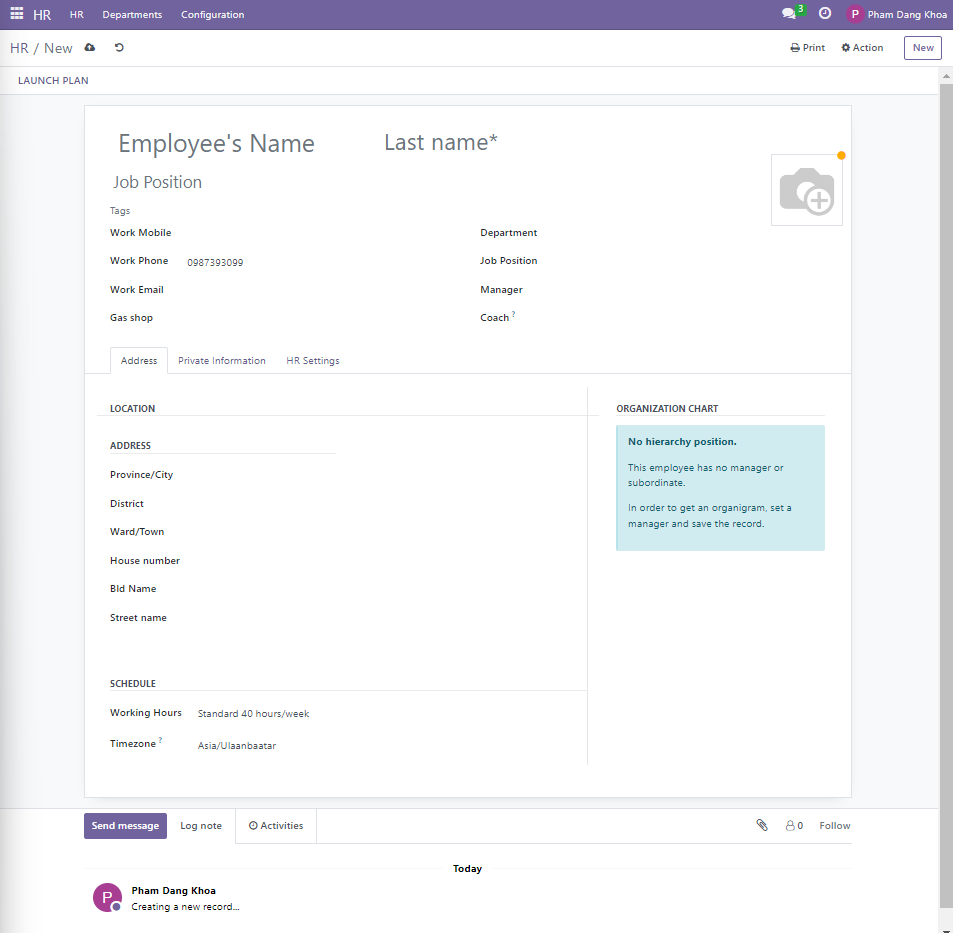 HR HR Departments Configuration 3 P Pham Dang Khoa
HR / New Print Action New
LAUNCH PLAN
Employee's Name Last name*
Job Position
Tags
Work Mobile Department
Work Phone 0987393099 Job Position
Work Email Manager
Gas shop Coach ?
Address Private Information HR Settings
LOCATION
ADDRESS
Province/City
District
Ward/Town
House number
Bld Name
Street name
SCHEDULE
Working Hours Standard 40 hours/week
Timezone ? Asia/Ulaanbaatar
ORGANIZATION CHART
No hierarchy position.
This employee has no manager or
subordinate.
In order to get an organigram, set a
manager and save the record.
Send message Log note Activities 0 Follow
Today
P Pham Dang Khoa
Creating a new record...